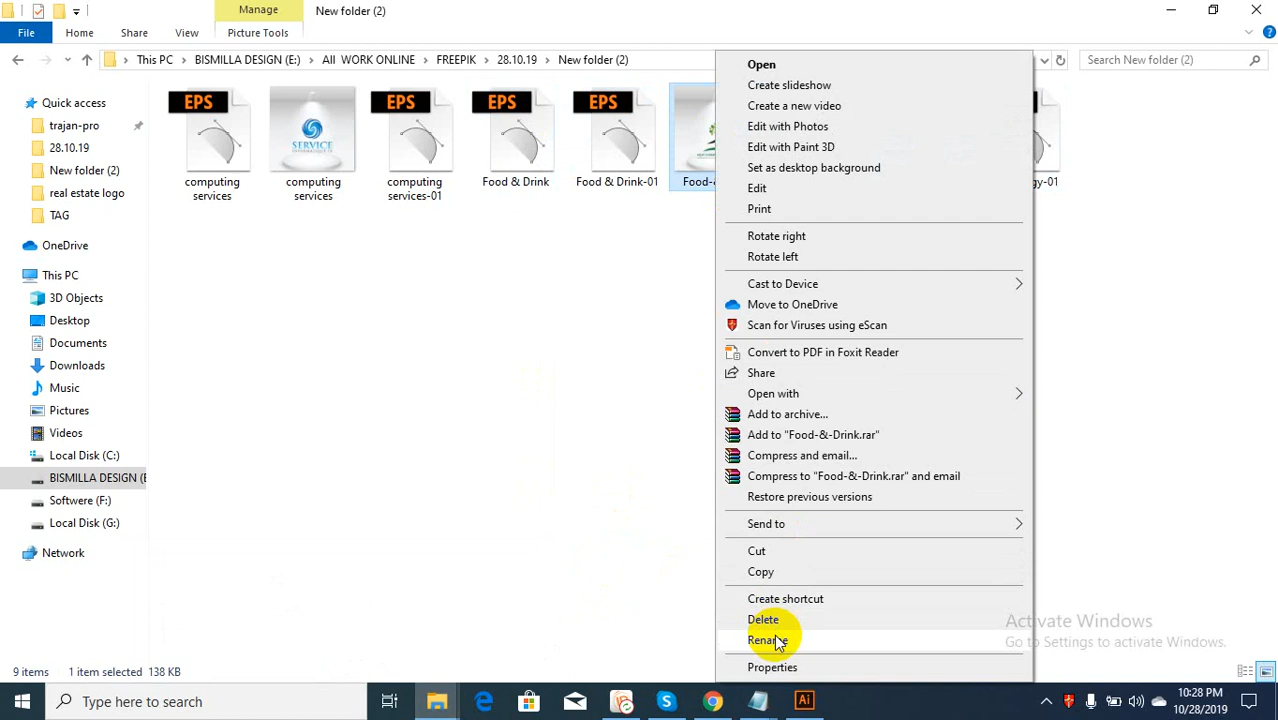 Manage
New folder (2)
File
Home
Share
View
Picture Tools
This PC
BISMILLA DESIGN (E:)
All WORK ONLINE
FREEPIK
28.10.19
New folder (2)
Search New folder (2)
Quick access
trajan-pro
28.10.19
New folder (2)
real estate logo
TAG
OneDrive
This PC
3D Objects
Desktop
Documents
Downloads
Music
Pictures
Videos
Local Disk (C:)
BISMILLA DESIGN (E
Softwere (F:)
Local Disk (G:)
Network
EPS
computing
services
SERVICE
computing
services
EPS
computing
services-01
EPS
Food & Drink
EPS
Food & Drink-01
Food-
gy-01
Open
Create slideshow
Create a new video
Edit with Photos
Edit with Paint 3D
Set as desktop background
Edit
Print
Rotate right
Rotate left
Cast to Device
Move to OneDrive
Scan for Viruses using eScan
Convert to PDF in Foxit Reader
Share
Open with
Add to archive...
Add to "Food-&-Drink.rar"
Compress and email...
Compress to "Food-&-Drink.rar" and email
Restore previous versions
Send to
Cut
Copy
Create shortcut
Delete
Rename
Properties
Activate Windows
Go to Settings to activate Windows.
9 items
1 item selected 138 KB
Type here to search
Ai
10:28 PM
10/28/2019